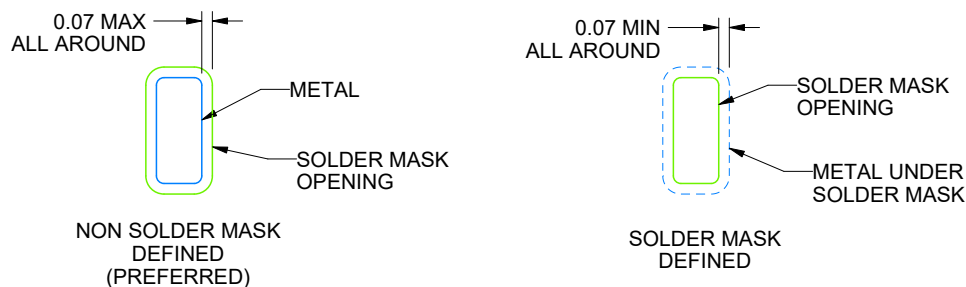 0.07 MAX
ALL AROUND
METAL
SOLDER MASK
OPENING
NON SOLDER MASK
DEFINED
(PREFERRED)
0.07 MIN
ALL AROUND
SOLDER MASK
OPENING
METAL UNDER
SOLDER MASK
SOLDER MASK
DEFINED